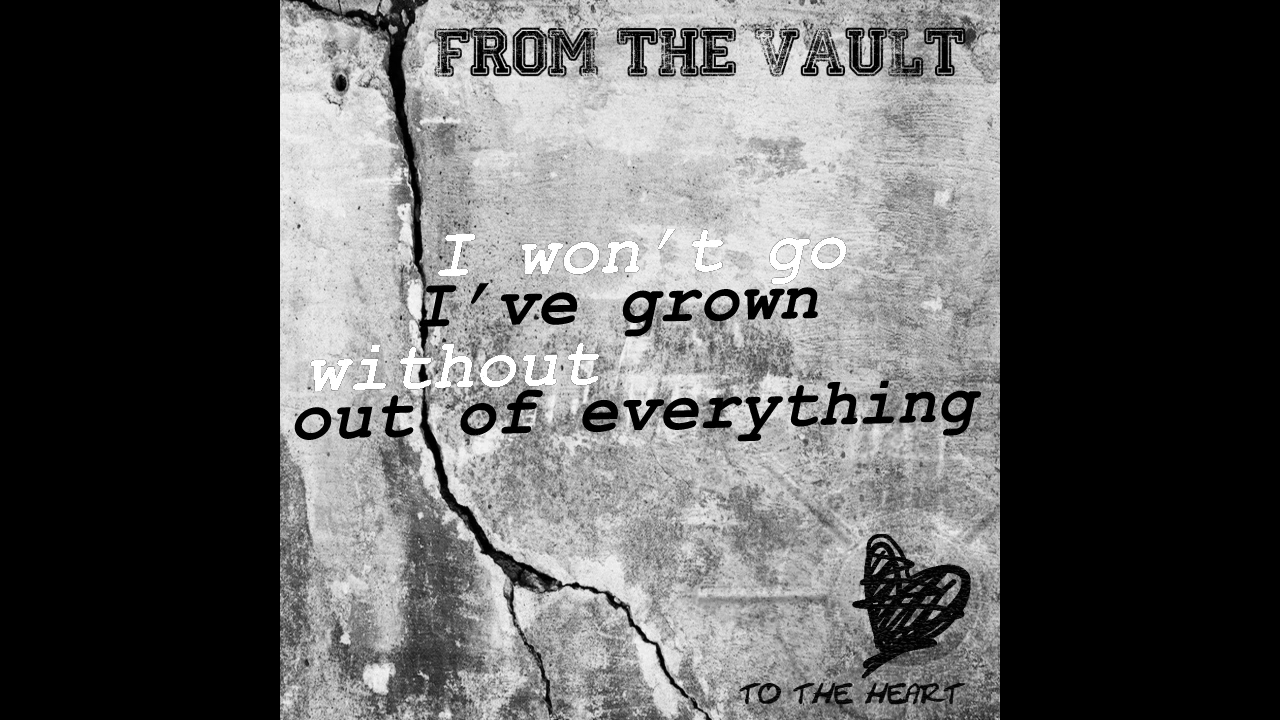 FROM THE VAULT
I won't go
I've grown
without
out of everything
TO THE HEART